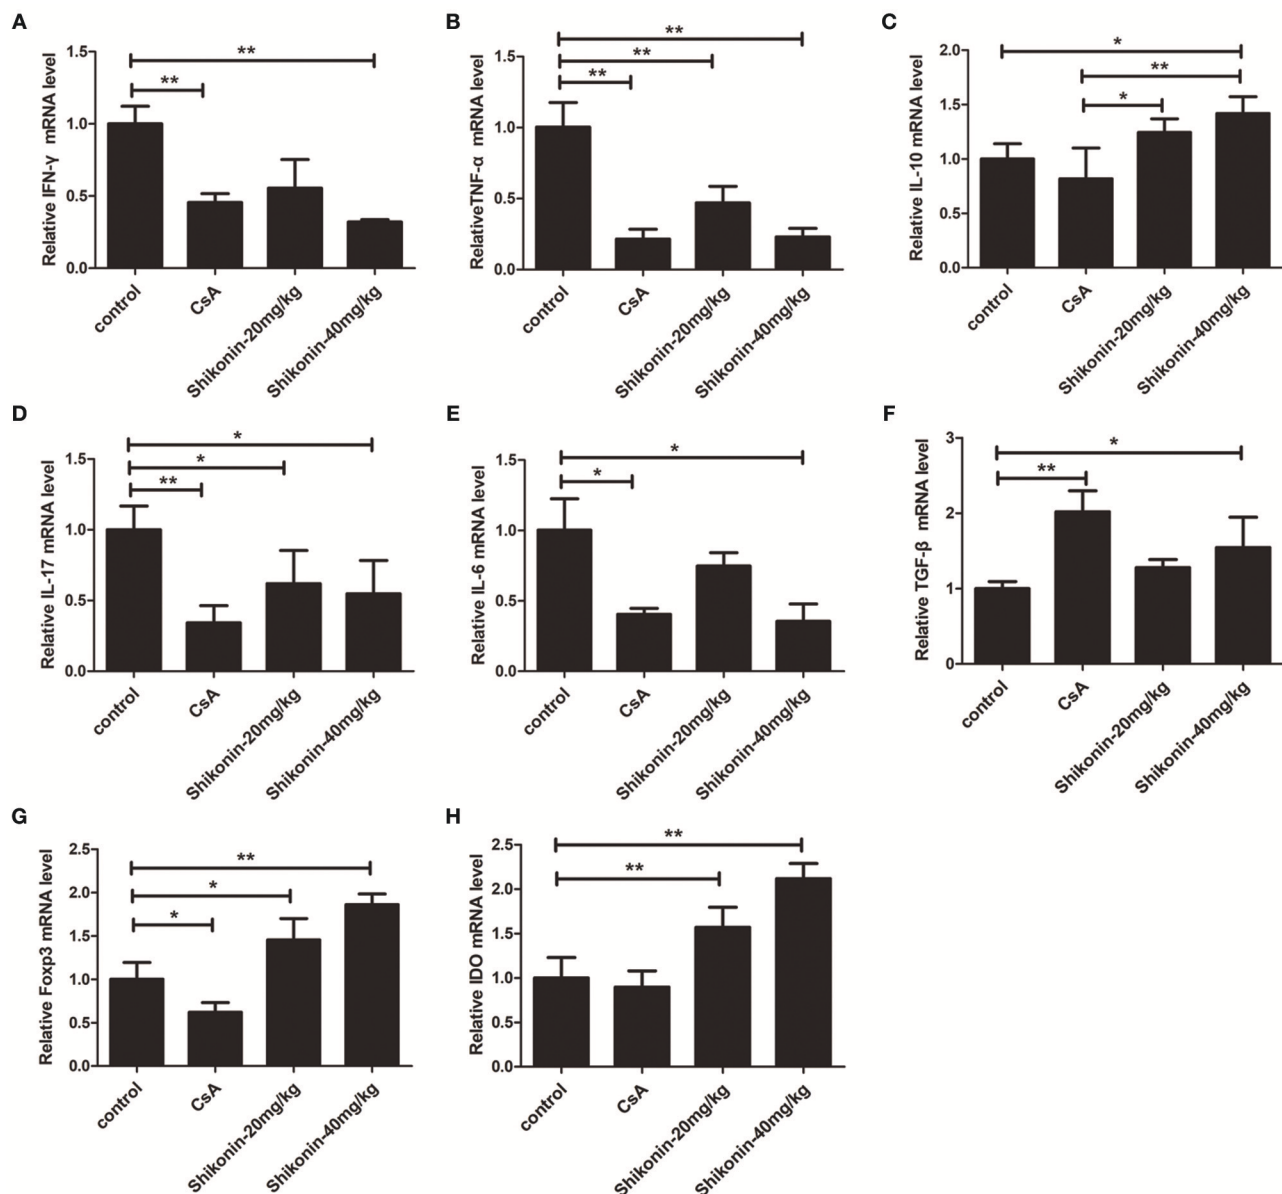 A
Relative IFN-γ mRNA level
1.5
1.0
0.5
0.0
**
**
control
CsA
Shikonin-20mg/kg
Shikonin-40mg/kg
B
RelativeTNF-α mRNA level
1.5
1.0
0.5
0.0
**
**
**
control
CsA
Shikonin-20mg/kg
Shikonin-40mg/kg
C
Relative IL-10 mRNA level
2.0
1.5
1.0
0.5
0.0
*
**
*
control
CsA
Shikonin-20mg/kg
Shikonin-40mg/kg
D
Relative IL-17 mRNA level
1.5
1.0
0.5
0.0
*
*
**
control
CsA
Shikonin-20mg/kg
Shikonin-40mg/kg
E
Relative IL-6 mRNA level
1.5
1.0
0.5
0.0
*
*
control
CsA
Shikonin-20mg/kg
Shikonin-40mg/kg
F
Relative TGF-β mRNA level
3
2
1
0
*
**
control
CsA
Shikonin-20mg/kg
Shikonin-40mg/kg
G
Relative Foxp3 mRNA level
2.5
2.0
1.5
1.0
0.5
0.0
**
*
*
control
CsA
Shikonin-20mg/kg
Shikonin-40mg/kg
H
Relative IDO mRNA level
2.5
2.0
1.5
1.0
0.5
0.0
**
**
control
CsA
Shikonin-20mg/kg
Shikonin-40mg/kg